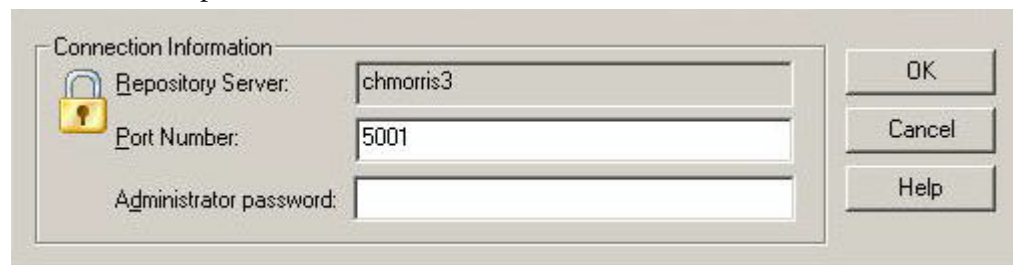 Connection Information
Repository Server: chmorris3
Port Number: 5001
Administrator password:
OK
Cancel
Help